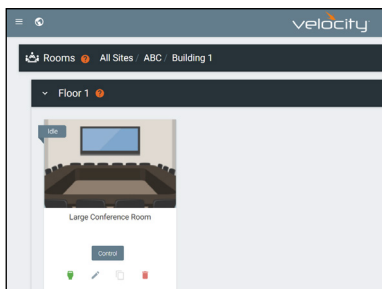 velocity
Rooms ? All Sites / ABC / Building 1
Floor 1 ?
Idle
Large Conference Room
Control